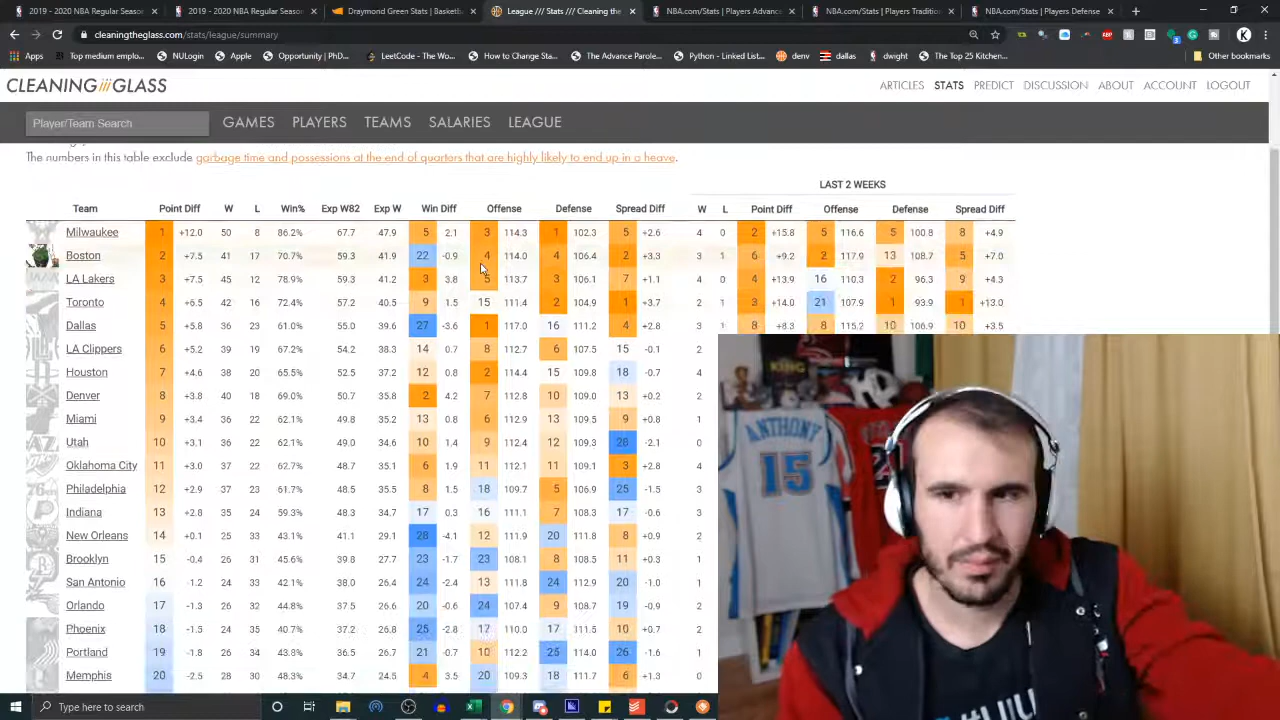 2019 - 2020 NBA Regular Seaso × 2019 - 2020 NBA Regular Seaso × Draymond Green Stats | Basketb × League /// Stats /// Cleaning the × NBA.com/Stats | Players Advanc × NBA.com/Stats | Players Traditio × NBA.com/Stats | Players Defense × +
cleaningtheglass.com/stats/league/summary
Apps Top medium emplo... NULogin Apple Opportunity | PhD... LeetCode - The Wo... How to Change Sta... The Advance Parole... Python - Linked List... denv dallas dwight The Top 25 Kitchen... Other bookmarks
CLEANING///GLASS ARTICLES STATS PREDICT DISCUSSION ABOUT ACCOUNT LOGOUT
Player/Team Search GAMES PLAYERS TEAMS SALARIES LEAGUE
The numbers in this table exclude garbage time and possessions at the end of quarters that are highly likely to end up in a heave.
LAST 2 WEEKS
Team Point Diff W L Win% Exp W82 Exp W Win Diff Offense Defense Spread Diff W L Point Diff Offense Defense Spread Diff
Milwaukee 1 +12.0 50 8 86.2% 67.7 47.9 5 2.1 3 114.3 1 102.3 5 +2.6 4 0 2 +15.8 5 116.6 5 100.8 8 +4.9
Boston 2 +7.5 41 17 70.7% 59.3 41.9 22 -0.9 4 114.0 4 106.4 2 +3.3 3 1 6 +9.2 2 117.9 13 108.7 5 +7.0
LA Lakers 3 +7.5 45 12 78.9% 59.3 41.2 3 3.8 5 113.7 3 106.1 7 +1.1 4 0 4 +13.9 16 110.3 2 96.4 9 +4.3
Toronto 4 +6.5 42 16 72.4% 57.2 40.5 9 1.5 15 111.4 2 104.9 1 +3.7 2 1 3 +14.0 21 107.9 1 93.9 1 +13.0
Dallas 5 +5.8 36 23 61.0% 55.0 39.6 27 -3.6 1 117.0 16 111.2 4 +2.8 3 1 8 +8.3 8 115.2 10 106.9 10 +3.5
LA Clippers 6 +5.2 39 19 67.2% 54.2 38.3 14 0.7 8 112.7 6 107.5 15 -0.1 2
Houston 7 +4.6 38 20 65.5% 52.5 37.2 12 0.8 2 114.4 15 109.8 18 -0.7 4
Denver 8 +3.8 40 18 69.0% 50.7 35.8 2 4.2 7 112.8 10 109.0 13 +0.2 2
Miami 9 +3.4 36 22 62.1% 49.8 35.2 13 0.8 6 112.9 13 109.5 9 +0.8 1
Utah 10 +3.1 36 22 62.1% 49.0 34.6 10 1.4 9 112.4 12 109.3 28 -2.1 0
Oklahoma City 11 +3.0 37 22 62.7% 48.7 35.1 6 1.9 11 112.1 11 109.1 3 +2.8 4
Philadelphia 12 +2.9 37 23 61.7% 48.5 35.5 8 1.5 18 109.7 5 106.9 25 -1.5 3
Indiana 13 +2.8 35 24 59.3% 48.3 34.7 17 0.3 16 111.1 7 108.3 17 -0.6 3
New Orleans 14 +0.1 25 33 43.1% 41.1 29.1 28 -4.1 12 111.9 20 111.8 8 +0.9 2
Brooklyn 15 -0.4 26 31 45.6% 39.8 27.7 23 -1.7 23 108.1 8 108.5 11 +0.3 1
San Antonio 16 -1.2 24 33 42.1% 38.0 26.4 24 -2.4 13 111.8 24 112.9 20 -1.0 1
Orlando 17 -1.3 26 32 44.8% 37.5 26.5 20 -0.6 24 107.4 9 108.7 19 -0.9 2
Phoenix 18 -1.5 24 35 40.7% 37.2 26.8 25 -2.8 17 110.0 17 111.5 10 +0.7 2
Portland 19 -1.8 26 34 43.8% 36.5 26.7 21 -0.7 10 112.2 25 114.0 26 -1.6 1
Memphis 20 -2.5 28 30 48.3% 34.7 24.5 4 3.5 20 109.3 18 111.7 6 +1.3 0
KING
ANTHONY
15
Type here to search